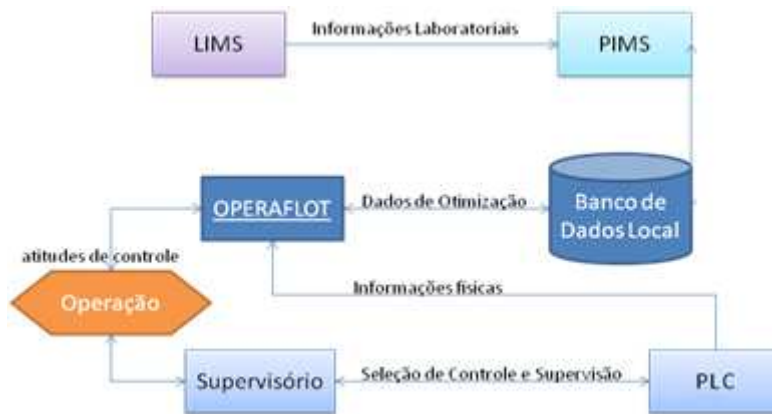 LIMS
Informações Laboratoriais
PIMS
OPERAFLOT
Dados de Otimização
Banco de
Dados Local
atitudes de controle
Operação
Informações físicas
Supervisório
Seleção de Controle e Supervisão
PLC